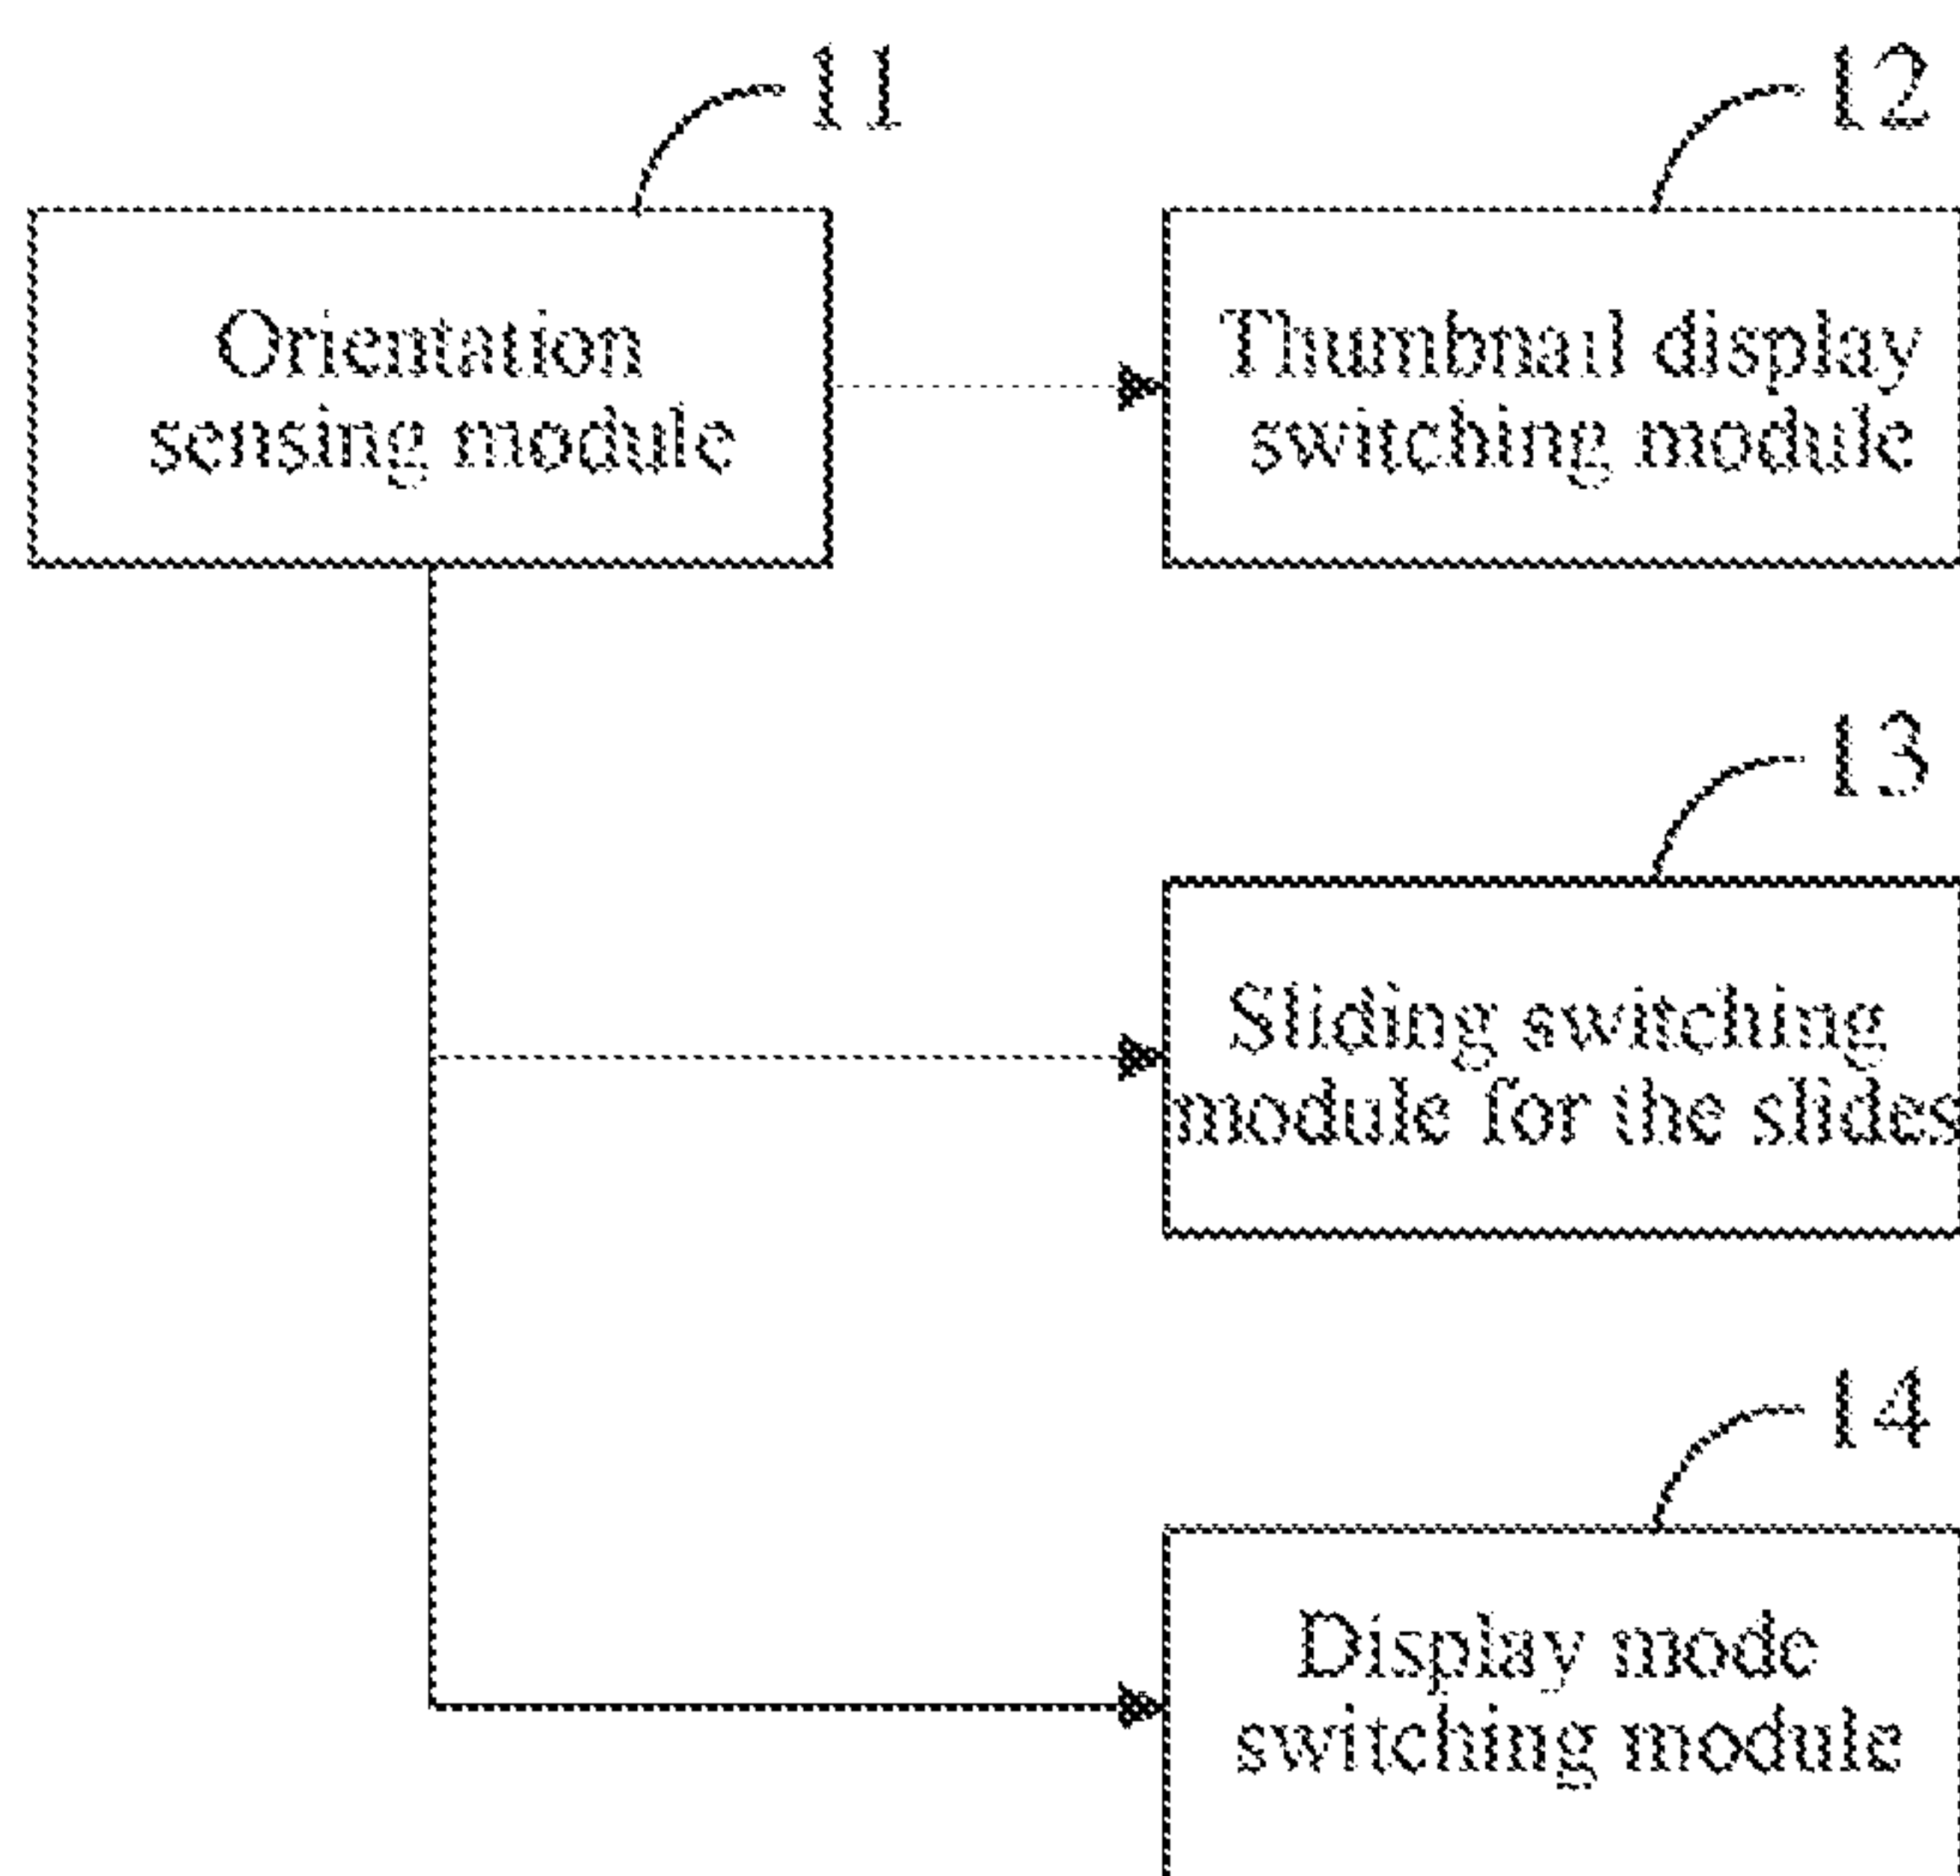 11
12
Orientation
sensing module
Thumbnail display
switching module
13
Sliding switching
module for the slides
14
Display mode
switching module